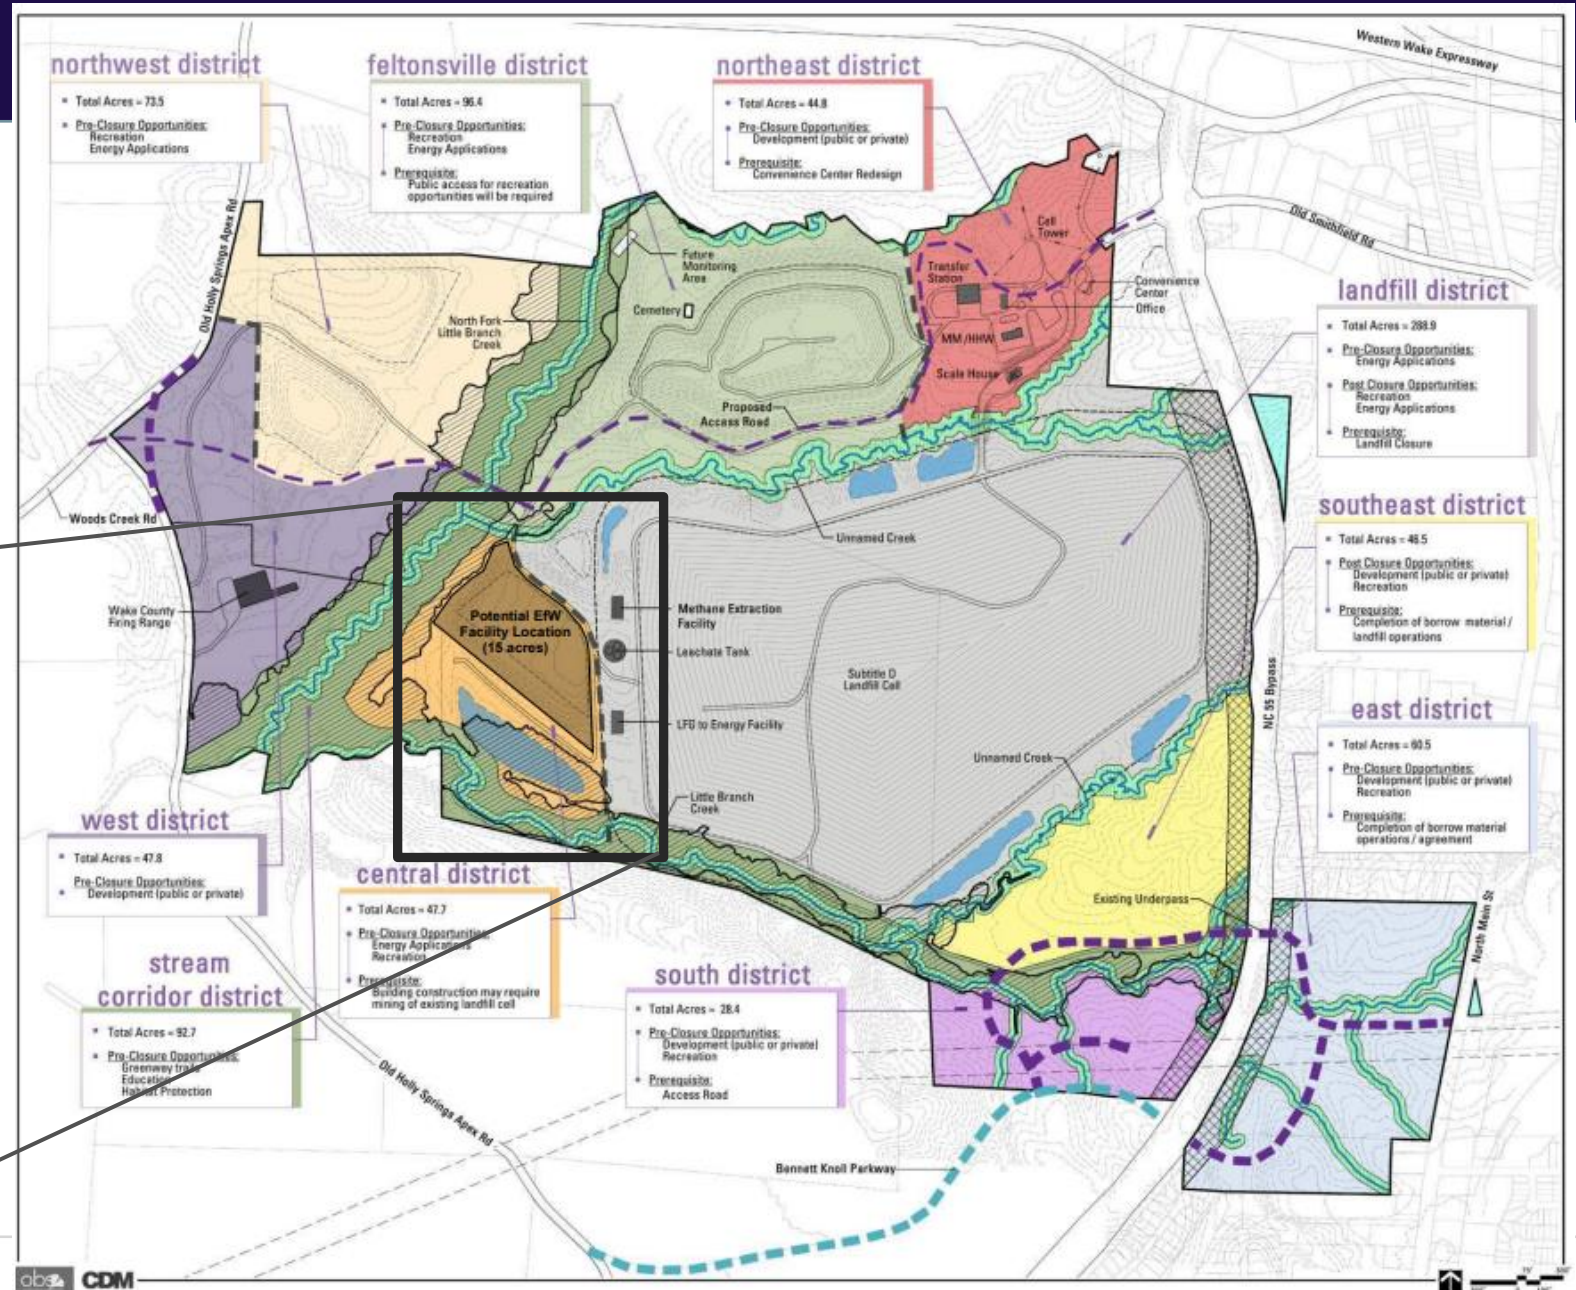 northwest district
Total Acres = 73.5
Pre-Closure Opportunities:
Recreation
Energy Applications
feltonsville district
Total Acres = 96.4
Pre-Closure Opportunities:
Recreation
Energy Applications
Prerequisite:
Public access for recreation
opportunities will be required
northeast district
Total Acres = 44.8
Pre-Closure Opportunities:
Development (public or private)
Prerequisite:
Convenience Center Redesign
Western Wake Expressway
Old Smithfield Rd
Old Holly Springs Apex Rd
Cell
Tower
Future
Monitoring
Area
Transfer
Station
Convenience
Center
Office
Cemetery
North Fork
Little Branch
Creek
MM/HHW
Scale House
Proposed
Access Road
landfill district
Total Acres = 288.9
Pre-Closure Opportunities:
Energy Applications
Post Closure Opportunities:
Recreation
Energy Applications
Prerequisite:
Landfill Closure
Woods Creek Rd
Unnamed Creek
southeast district
Total Acres = 46.5
Post Closure Opportunities:
Development (public or private)
Recreation
Prerequisite:
Completion of borrow material /
landfill operations
Wake County
Firing Range
Potential EfW
Facility Location
(15 acres)
Methane Extraction
Facility
Leachate Tank
Subtitle D
Landfill Cell
LFG to Energy Facility
NC 55 Bypass
Unnamed Creek
east district
Total Acres = 60.5
Pre-Closure Opportunities:
Development (public or private)
Recreation
Prerequisite:
Completion of borrow material
operations / agreement
Little Branch
Creek
west district
Total Acres = 47.8
Pre-Closure Opportunities:
Development (public or private)
central district
Total Acres = 47.7
Pre-Closure Opportunities:
Energy Applications
Recreation
Prerequisite:
Building construction may require
mining of existing landfill cell
Existing Underpass
North Main St
stream
corridor district
Total Acres = 92.7
Pre-Closure Opportunities:
Greenway trails
Education
Habitat Protection
south district
Total Acres = 28.4
Pre-Closure Opportunities:
Development (public or private)
Recreation
Prerequisite:
Access Road
Old Holly Springs Apex Rd
Bennett Knoll Parkway
CDM